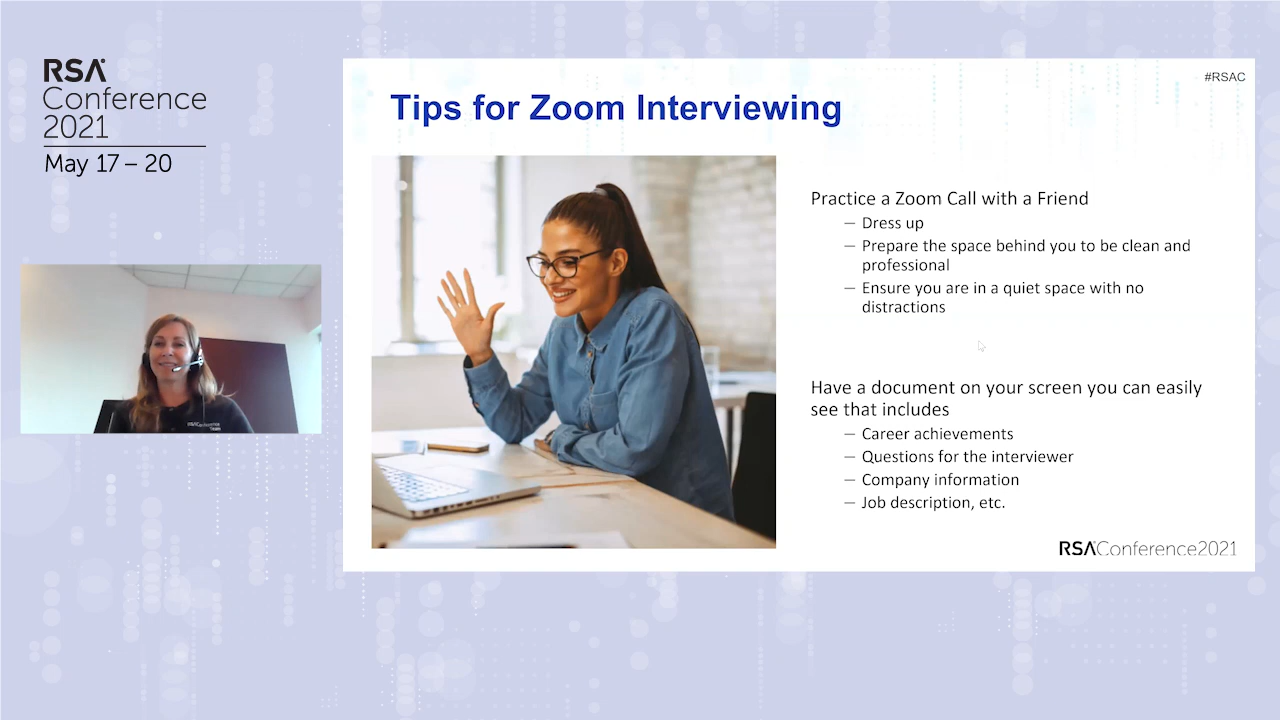 RSA
Conference
2021
May 17 – 20
#RSAC
Tips for Zoom Interviewing
Practice a Zoom Call with a Friend
— Dress up
— Prepare the space behind you to be clean and
professional
— Ensure you are in a quiet space with no
distractions
Have a document on your screen you can easily
see that includes
— Career achievements
— Questions for the interviewer
— Company information
— Job description, etc.
RSAConference2021